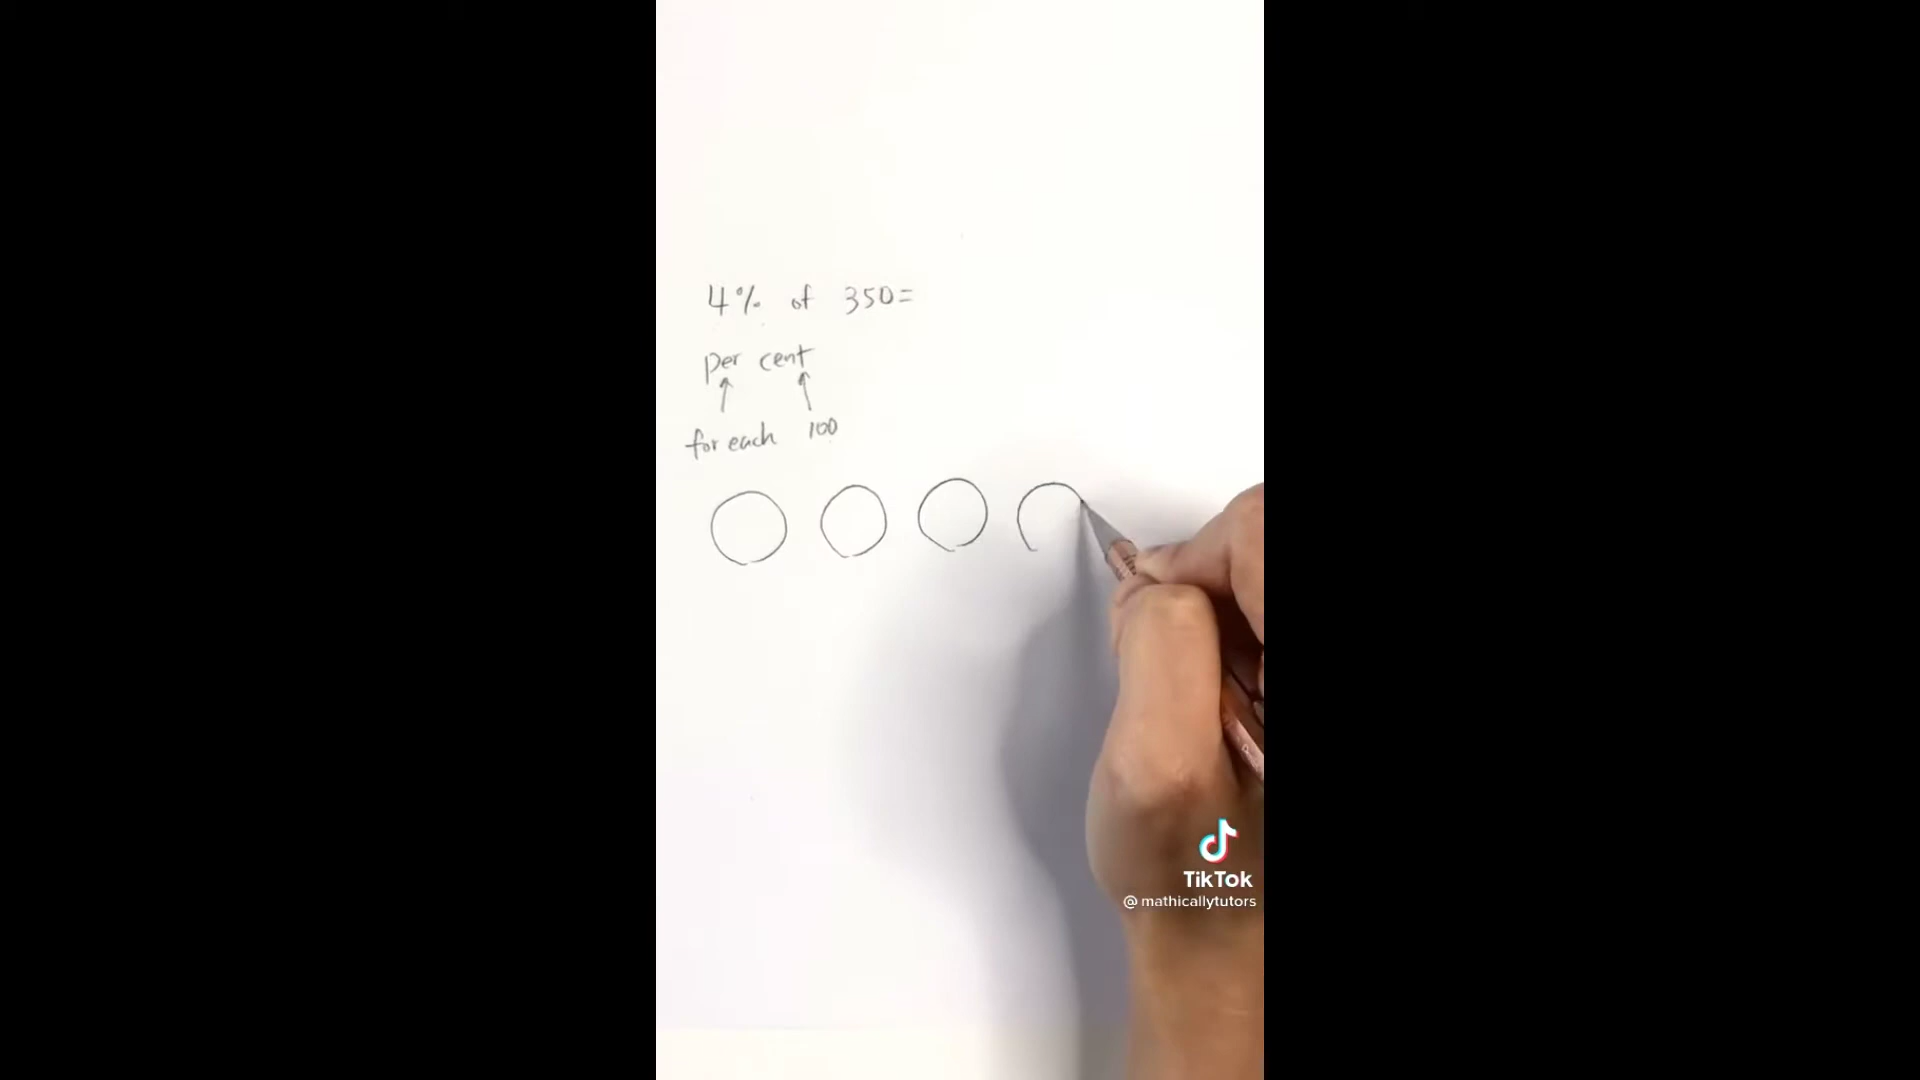 4% of 350=
per cent
for each 100
TikTok
@mathicallytutors